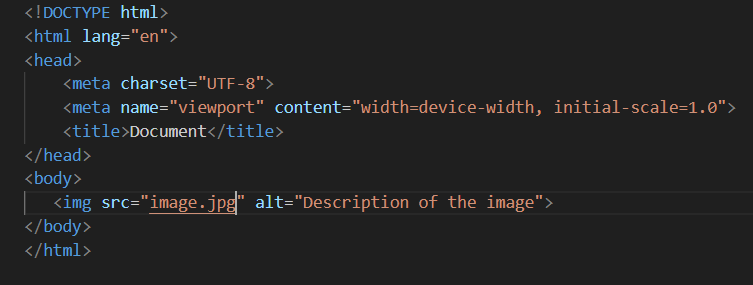 <!DOCTYPE html>
<html lang="en">
<head>
    <meta charset="UTF-8">
    <meta name="viewport" content="width=device-width, initial-scale=1.0">
    <title>Document</title>
</head>
<body>
   <img src="image.jpg" alt="Description of the image">
</body>
</html>